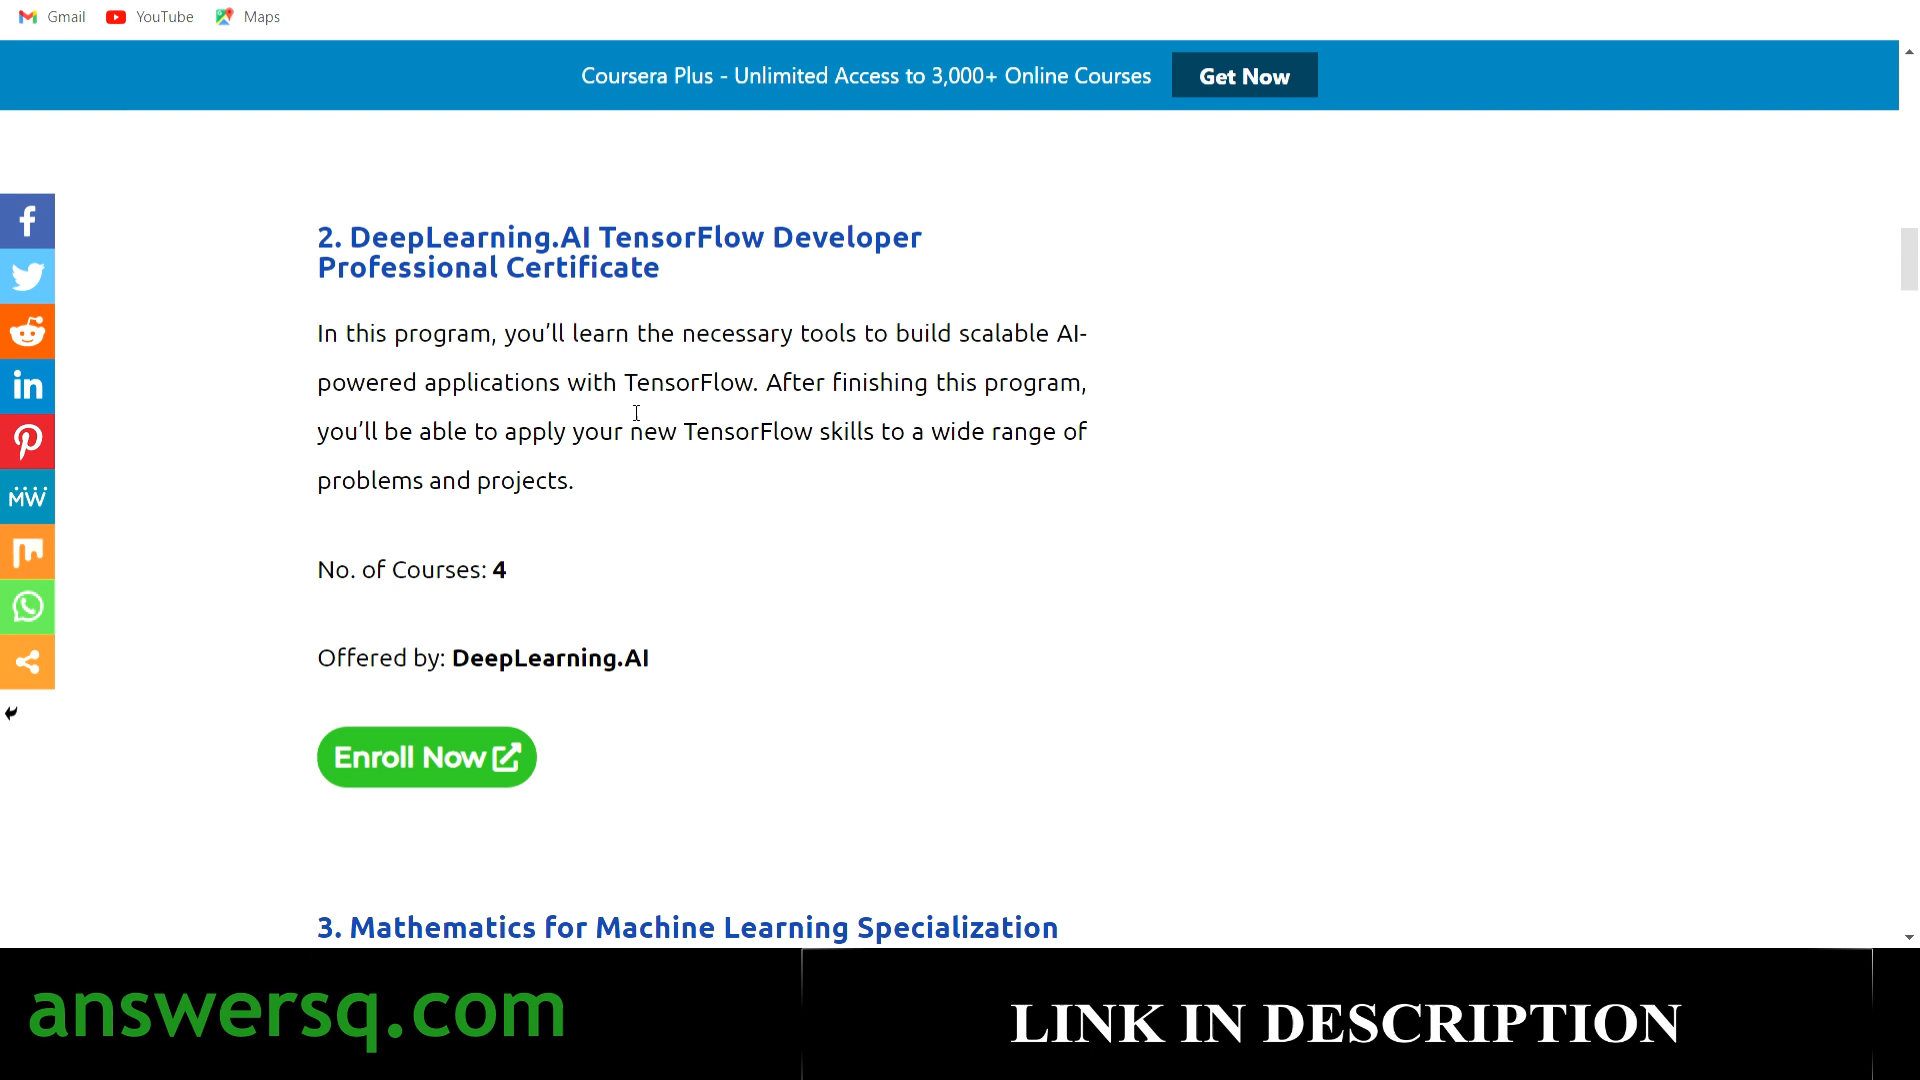 Gmail YouTube Maps
Coursera Plus - Unlimited Access to 3,000+ Online Courses Get Now
2. DeepLearning.AI TensorFlow Developer
Professional Certificate
In this program, you’ll learn the necessary tools to build scalable AI-
powered applications with TensorFlow. After finishing this program,
you’ll be able to apply your new TensorFlow skills to a wide range of
problems and projects.
No. of Courses: 4
Offered by: DeepLearning.AI
Enroll Now
3. Mathematics for Machine Learning Specialization
answersq.com
LINK IN DESCRIPTION
f
in
MW